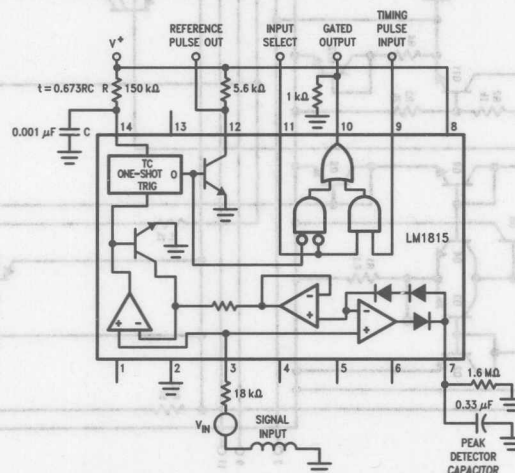 REFERENCE
PULSE OUT
INPUT
SELECT
GATED
OUTPUT
TIMING
PULSE
INPUT
V+
t = 0.673RC R
150 kΩ
5.6 kΩ
1 kΩ
0.001 µF
C
14
13
12
11
10
9
8
TC
ONE-SHOT
TRIG
O
LM1815
+
-
-
+
-
+
1
2
3
4
5
6
7
18 kΩ
1.6 MΩ
0.33 µF
VIN
SIGNAL
INPUT
PEAK
DETECTOR
CAPACITOR